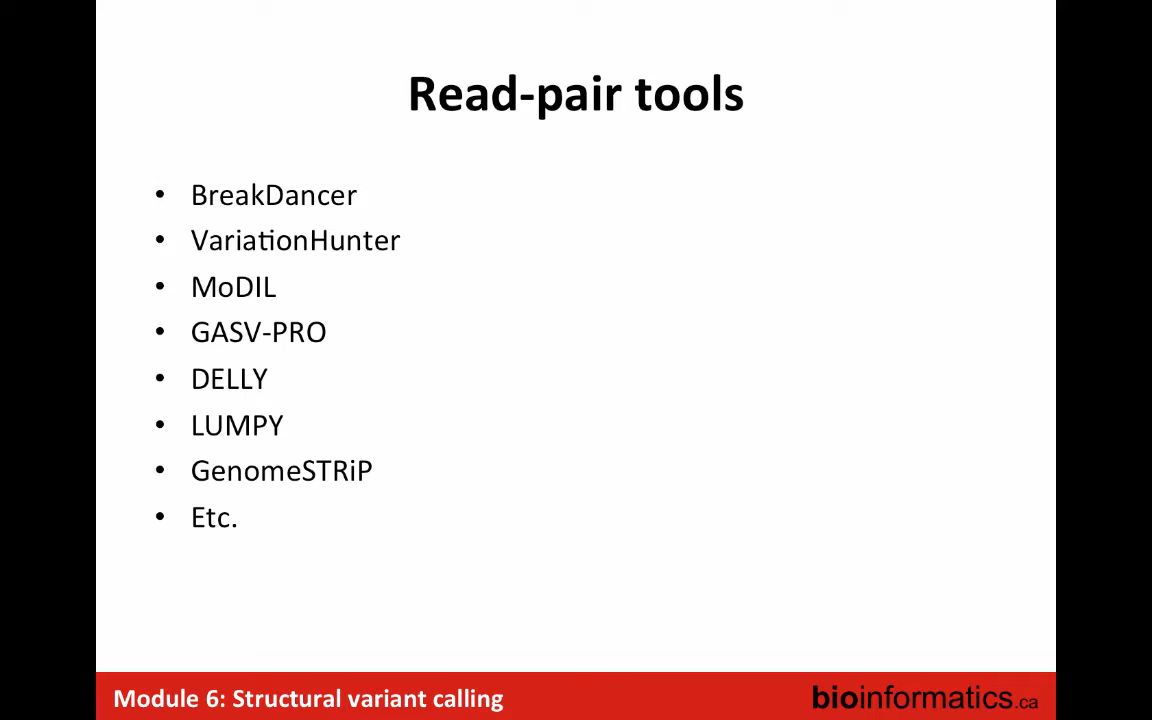 Read-pair tools
• BreakDancer
• VariationHunter
• MoDIL
• GASV-PRO
• DELLY
• LUMPY
• GenomeSTRiP
• Etc.
Module 6: Structural variant calling
bioinformatics.ca